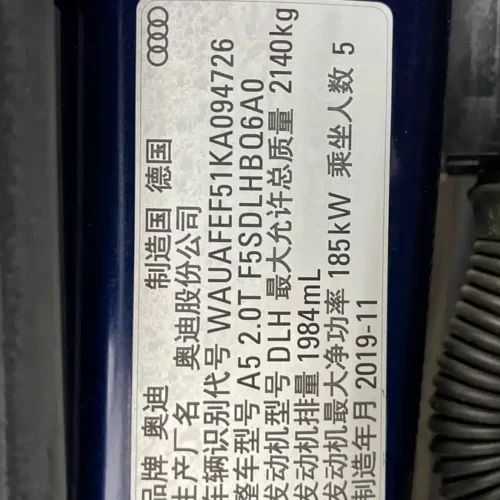 品牌 奥迪 制造国 德国
生产厂名 奥迪股份公司
车辆识别代号 WAUAFEF51KA094726
整车型号 A5 2.0T F5SDLHBQ6A0
发动机型号 DLH 最大允许总质量 2140kg
发动机排量 1984mL
发动机最大净功率 185kW 乘坐人数 5
制造年月 2019-11